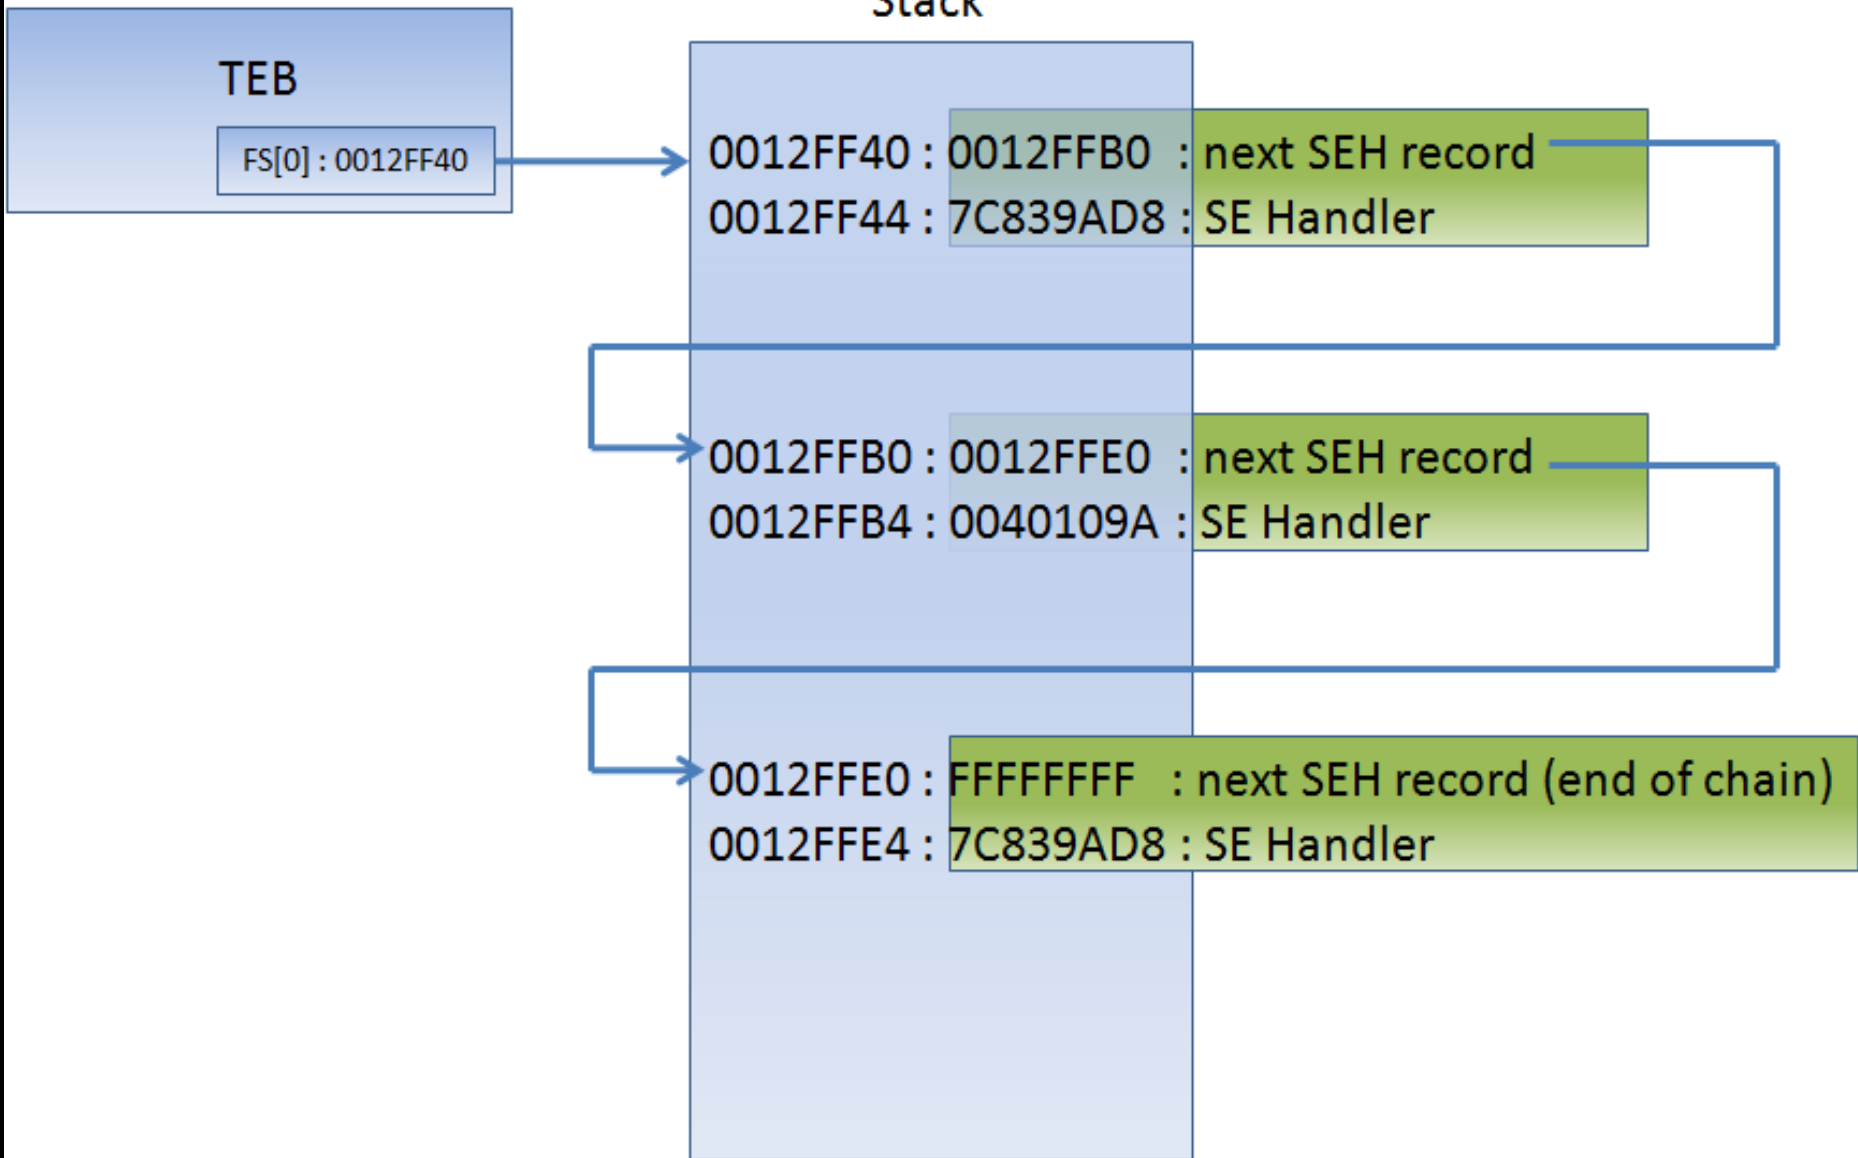 Stack
TEB
FS[0] : 0012FF40
0012FF40 : 0012FFB0 : next SEH record
0012FF44 : 7C839AD8 : SE Handler
0012FFB0 : 0012FFE0 : next SEH record
0012FFB4 : 0040109A : SE Handler
0012FFE0 : FFFFFFFF : next SEH record (end of chain)
0012FFE4 : 7C839AD8 : SE Handler